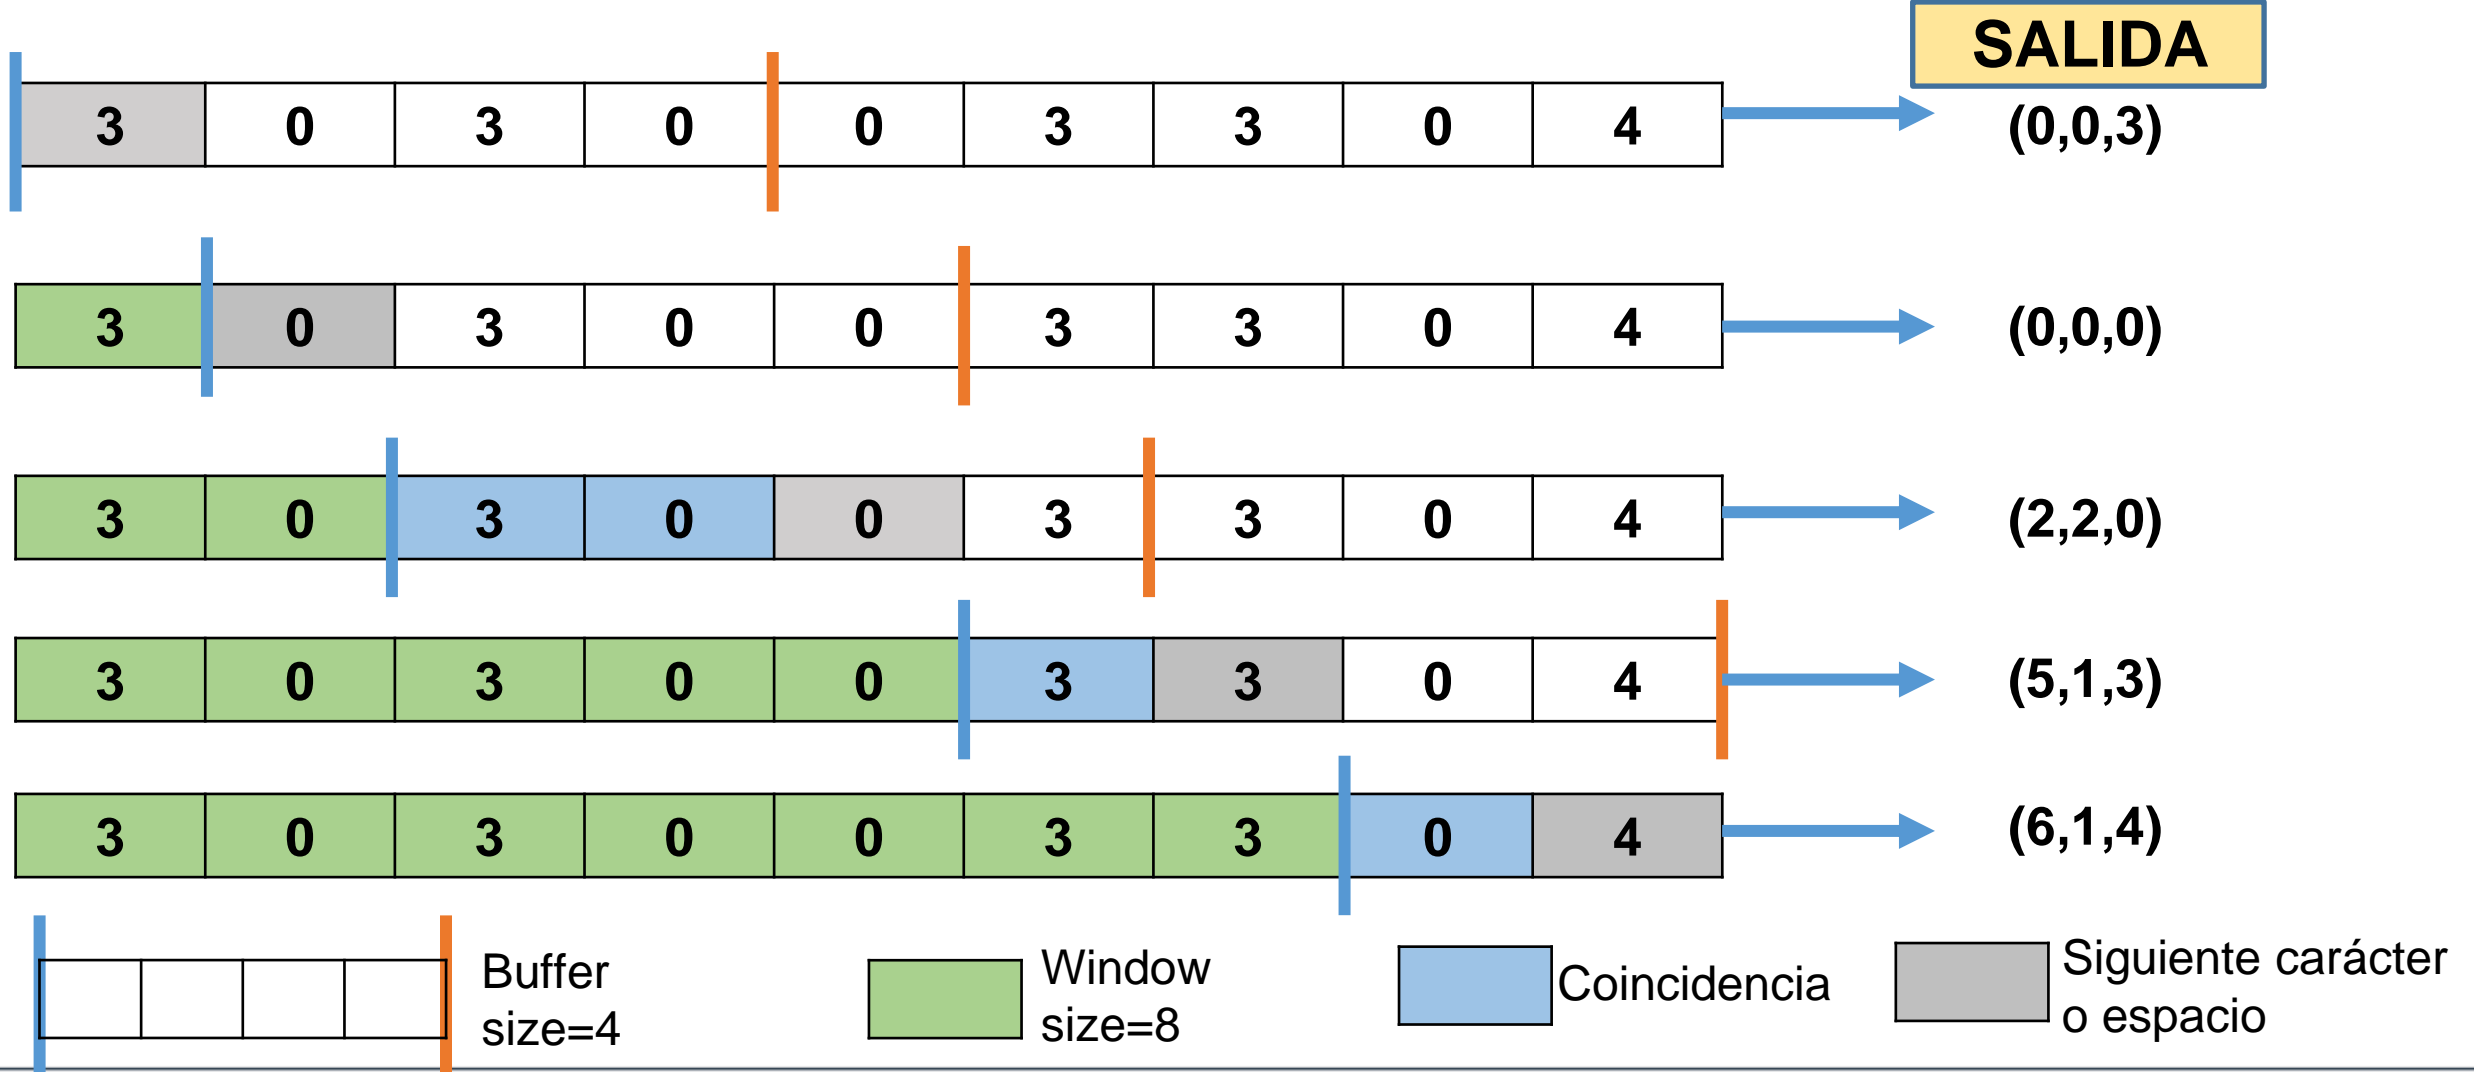 SALIDA
3 0 3 0 0 3 3 0 4 (0,0,3)
3 0 3 0 0 3 3 0 4 (0,0,0)
3 0 3 0 0 3 3 0 4 (2,2,0)
3 0 3 0 0 3 3 0 4 (5,1,3)
3 0 3 0 0 3 3 0 4 (6,1,4)
Buffer
size=4
Window
size=8
Coincidencia
Siguiente carácter
o espacio